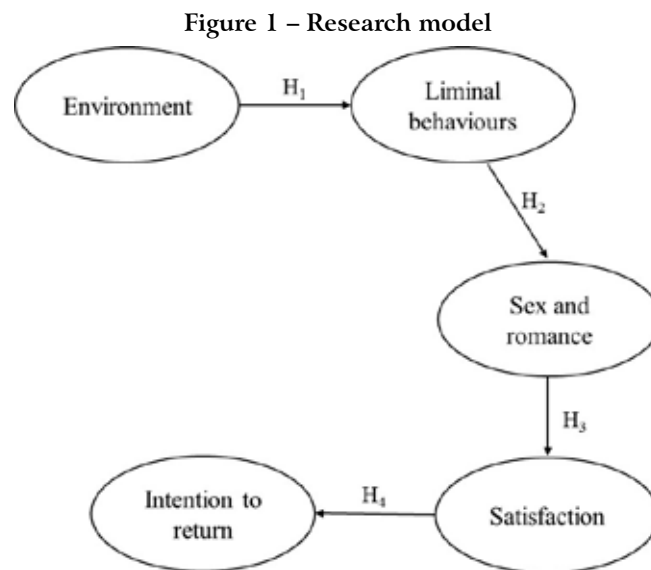 Figure 1 – Research model
Environment
H₁
Liminal
behaviours
H₂
Sex and
romance
H₃
Satisfaction
H₄
Intention to
return